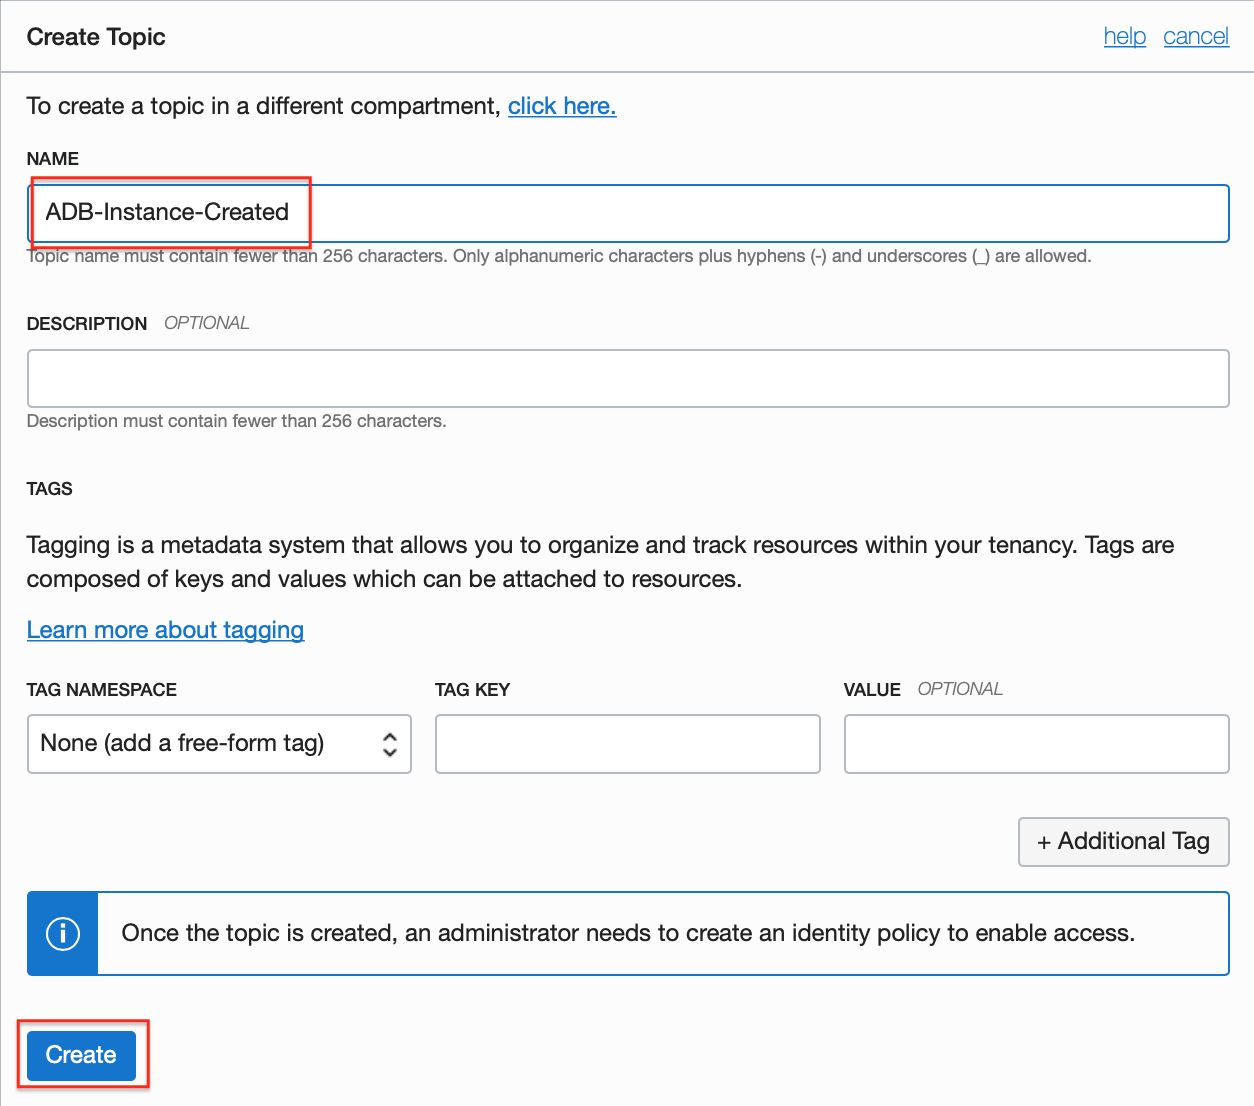 Create Topic
help cancel
To create a topic in a different compartment, click here.
NAME
ADB-Instance-Created
Topic name must contain fewer than 256 characters. Only alphanumeric characters plus hyphens (-) and underscores (_) are allowed.
DESCRIPTION OPTIONAL
Description must contain fewer than 256 characters.
TAGS
Tagging is a metadata system that allows you to organize and track resources within your tenancy. Tags are
composed of keys and values which can be attached to resources.
Learn more about tagging
TAG NAMESPACE
TAG KEY
VALUE OPTIONAL
None (add a free-form tag)
+ Additional Tag
Once the topic is created, an administrator needs to create an identity policy to enable access.
Create